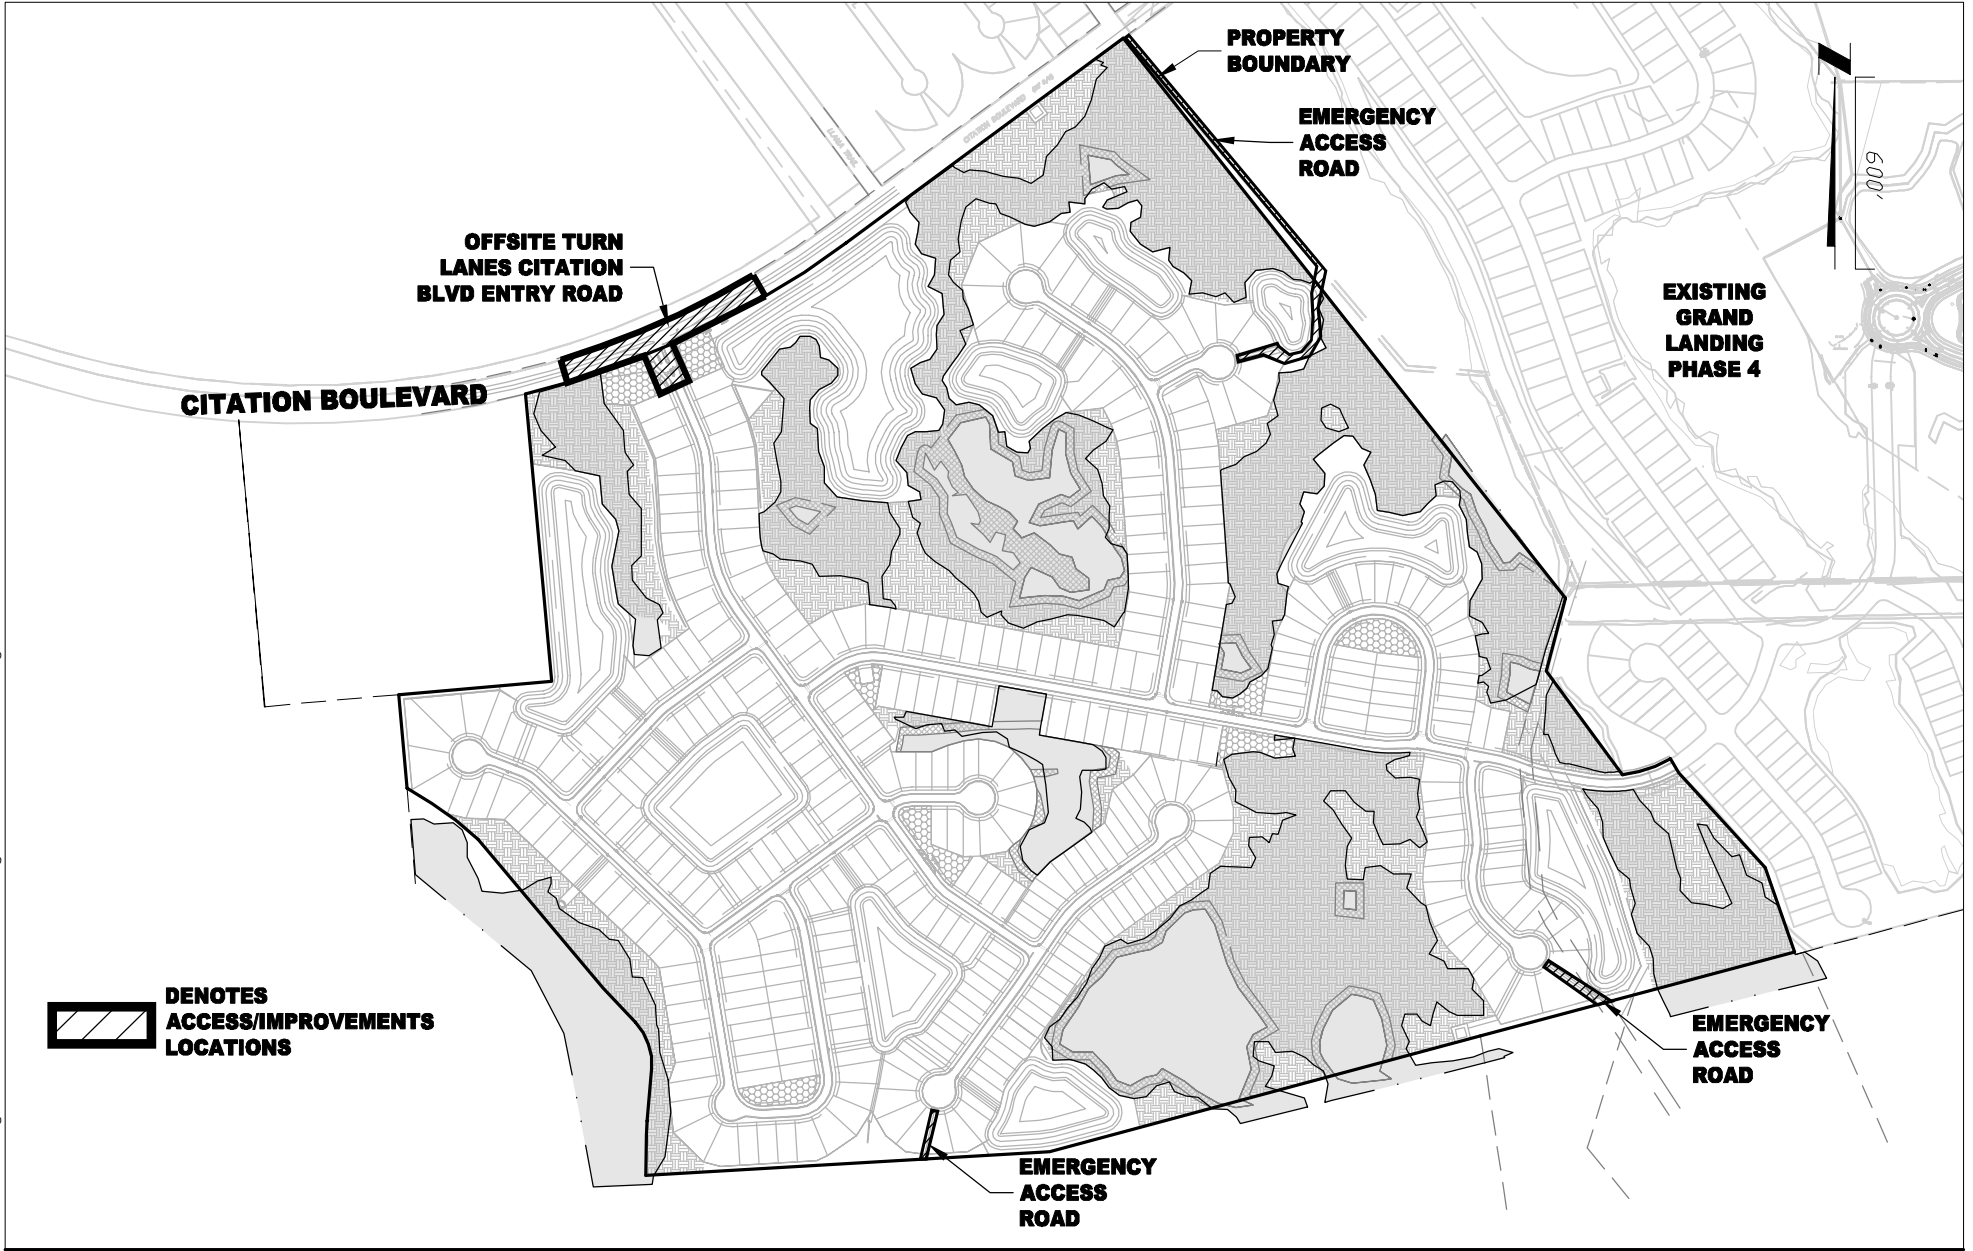 PROPERTY
BOUNDARY
EMERGENCY
ACCESS
ROAD
600'
OFFSITE TURN
LANES CITATION
BLVD ENTRY ROAD
EXISTING
GRAND
LANDING
PHASE 4
CITATION BOULEVARD
DENOTES
ACCESS/IMPROVEMENTS
LOCATIONS
EMERGENCY
ACCESS
ROAD
EMERGENCY
ACCESS
ROAD